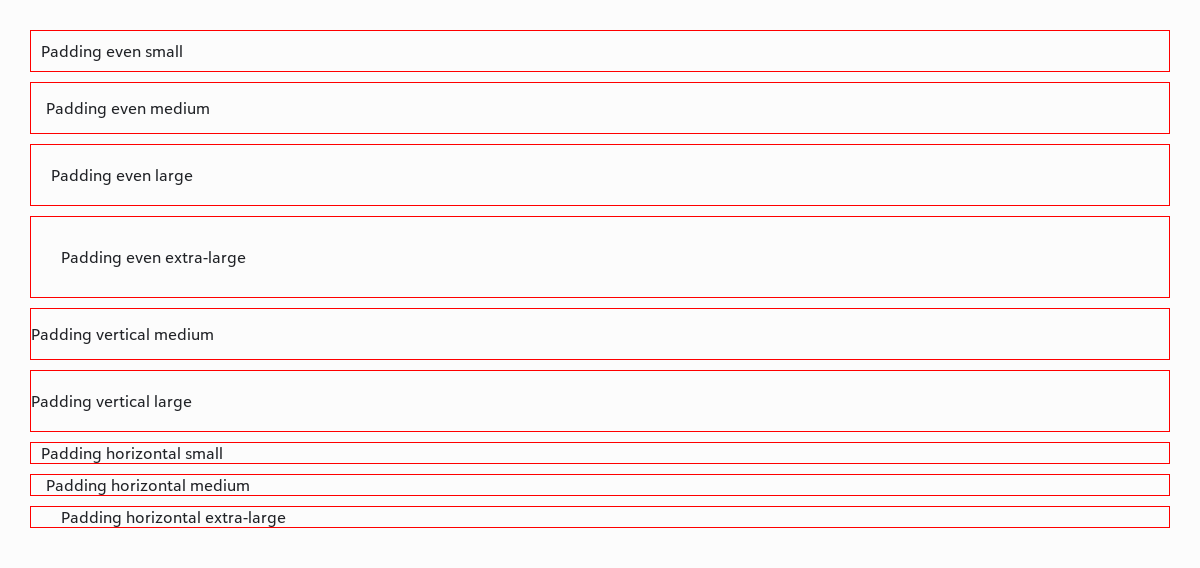 Padding even small
Padding even medium
Padding even large
Padding even extra-large
Padding vertical medium
Padding vertical large
Padding horizontal small
Padding horizontal medium
Padding horizontal extra-large